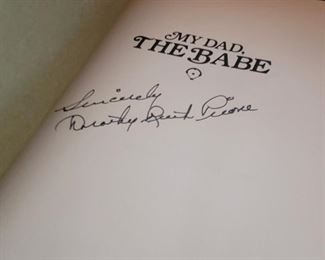 MY DAD,
THE BABE
Sincerely
Dorothy Ruth Pirone